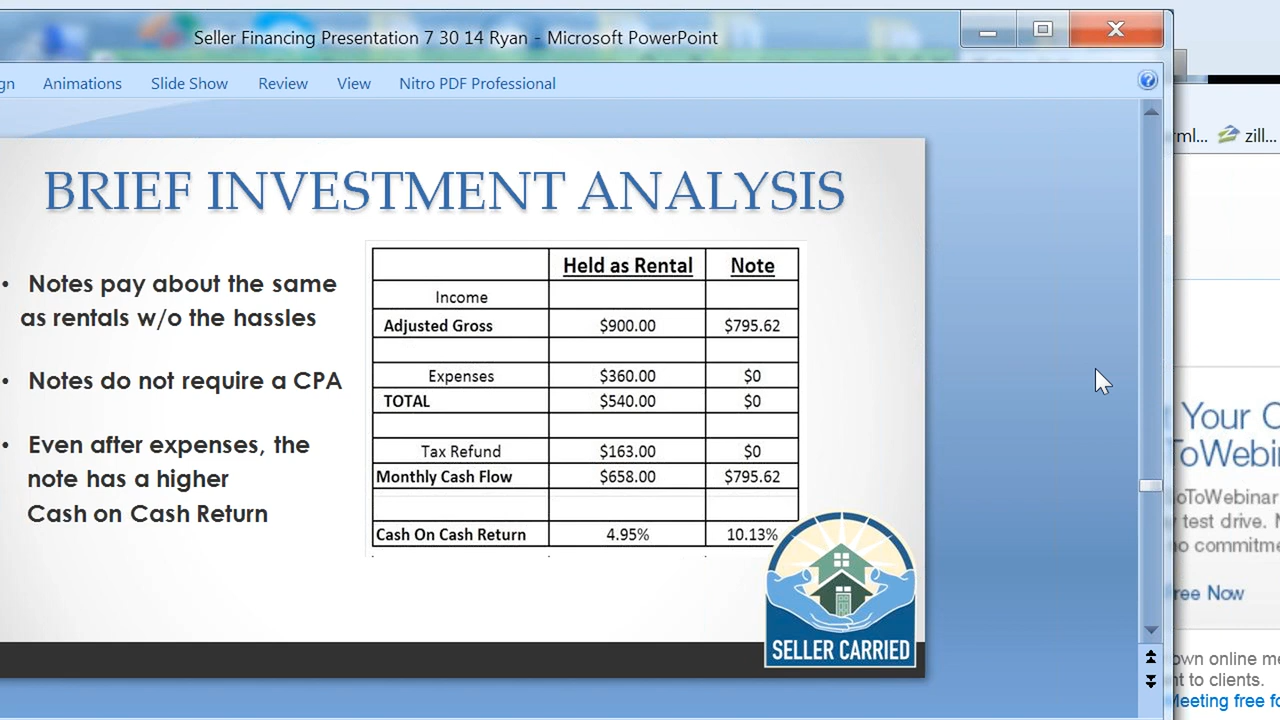 Seller Financing Presentation 7 30 14 Ryan - Microsoft PowerPoint
gn Animations Slide Show Review View Nitro PDF Professional
rml... zill...
BRIEF INVESTMENT ANALYSIS
• Notes pay about the same
as rentals w/o the hassles
• Notes do not require a CPA
• Even after expenses, the
note has a higher
Cash on Cash Return
Held as Rental Note
Income
Adjusted Gross $900.00 $795.62
Expenses $360.00 $0
TOTAL $540.00 $0
Tax Refund $163.00 $0
Monthly Cash Flow $658.00 $795.62
Cash On Cash Return 4.95% 10.13%
SELLER CARRIED
Your
test drive.
ree Now
own online me
nt to clients.
Meeting free fo